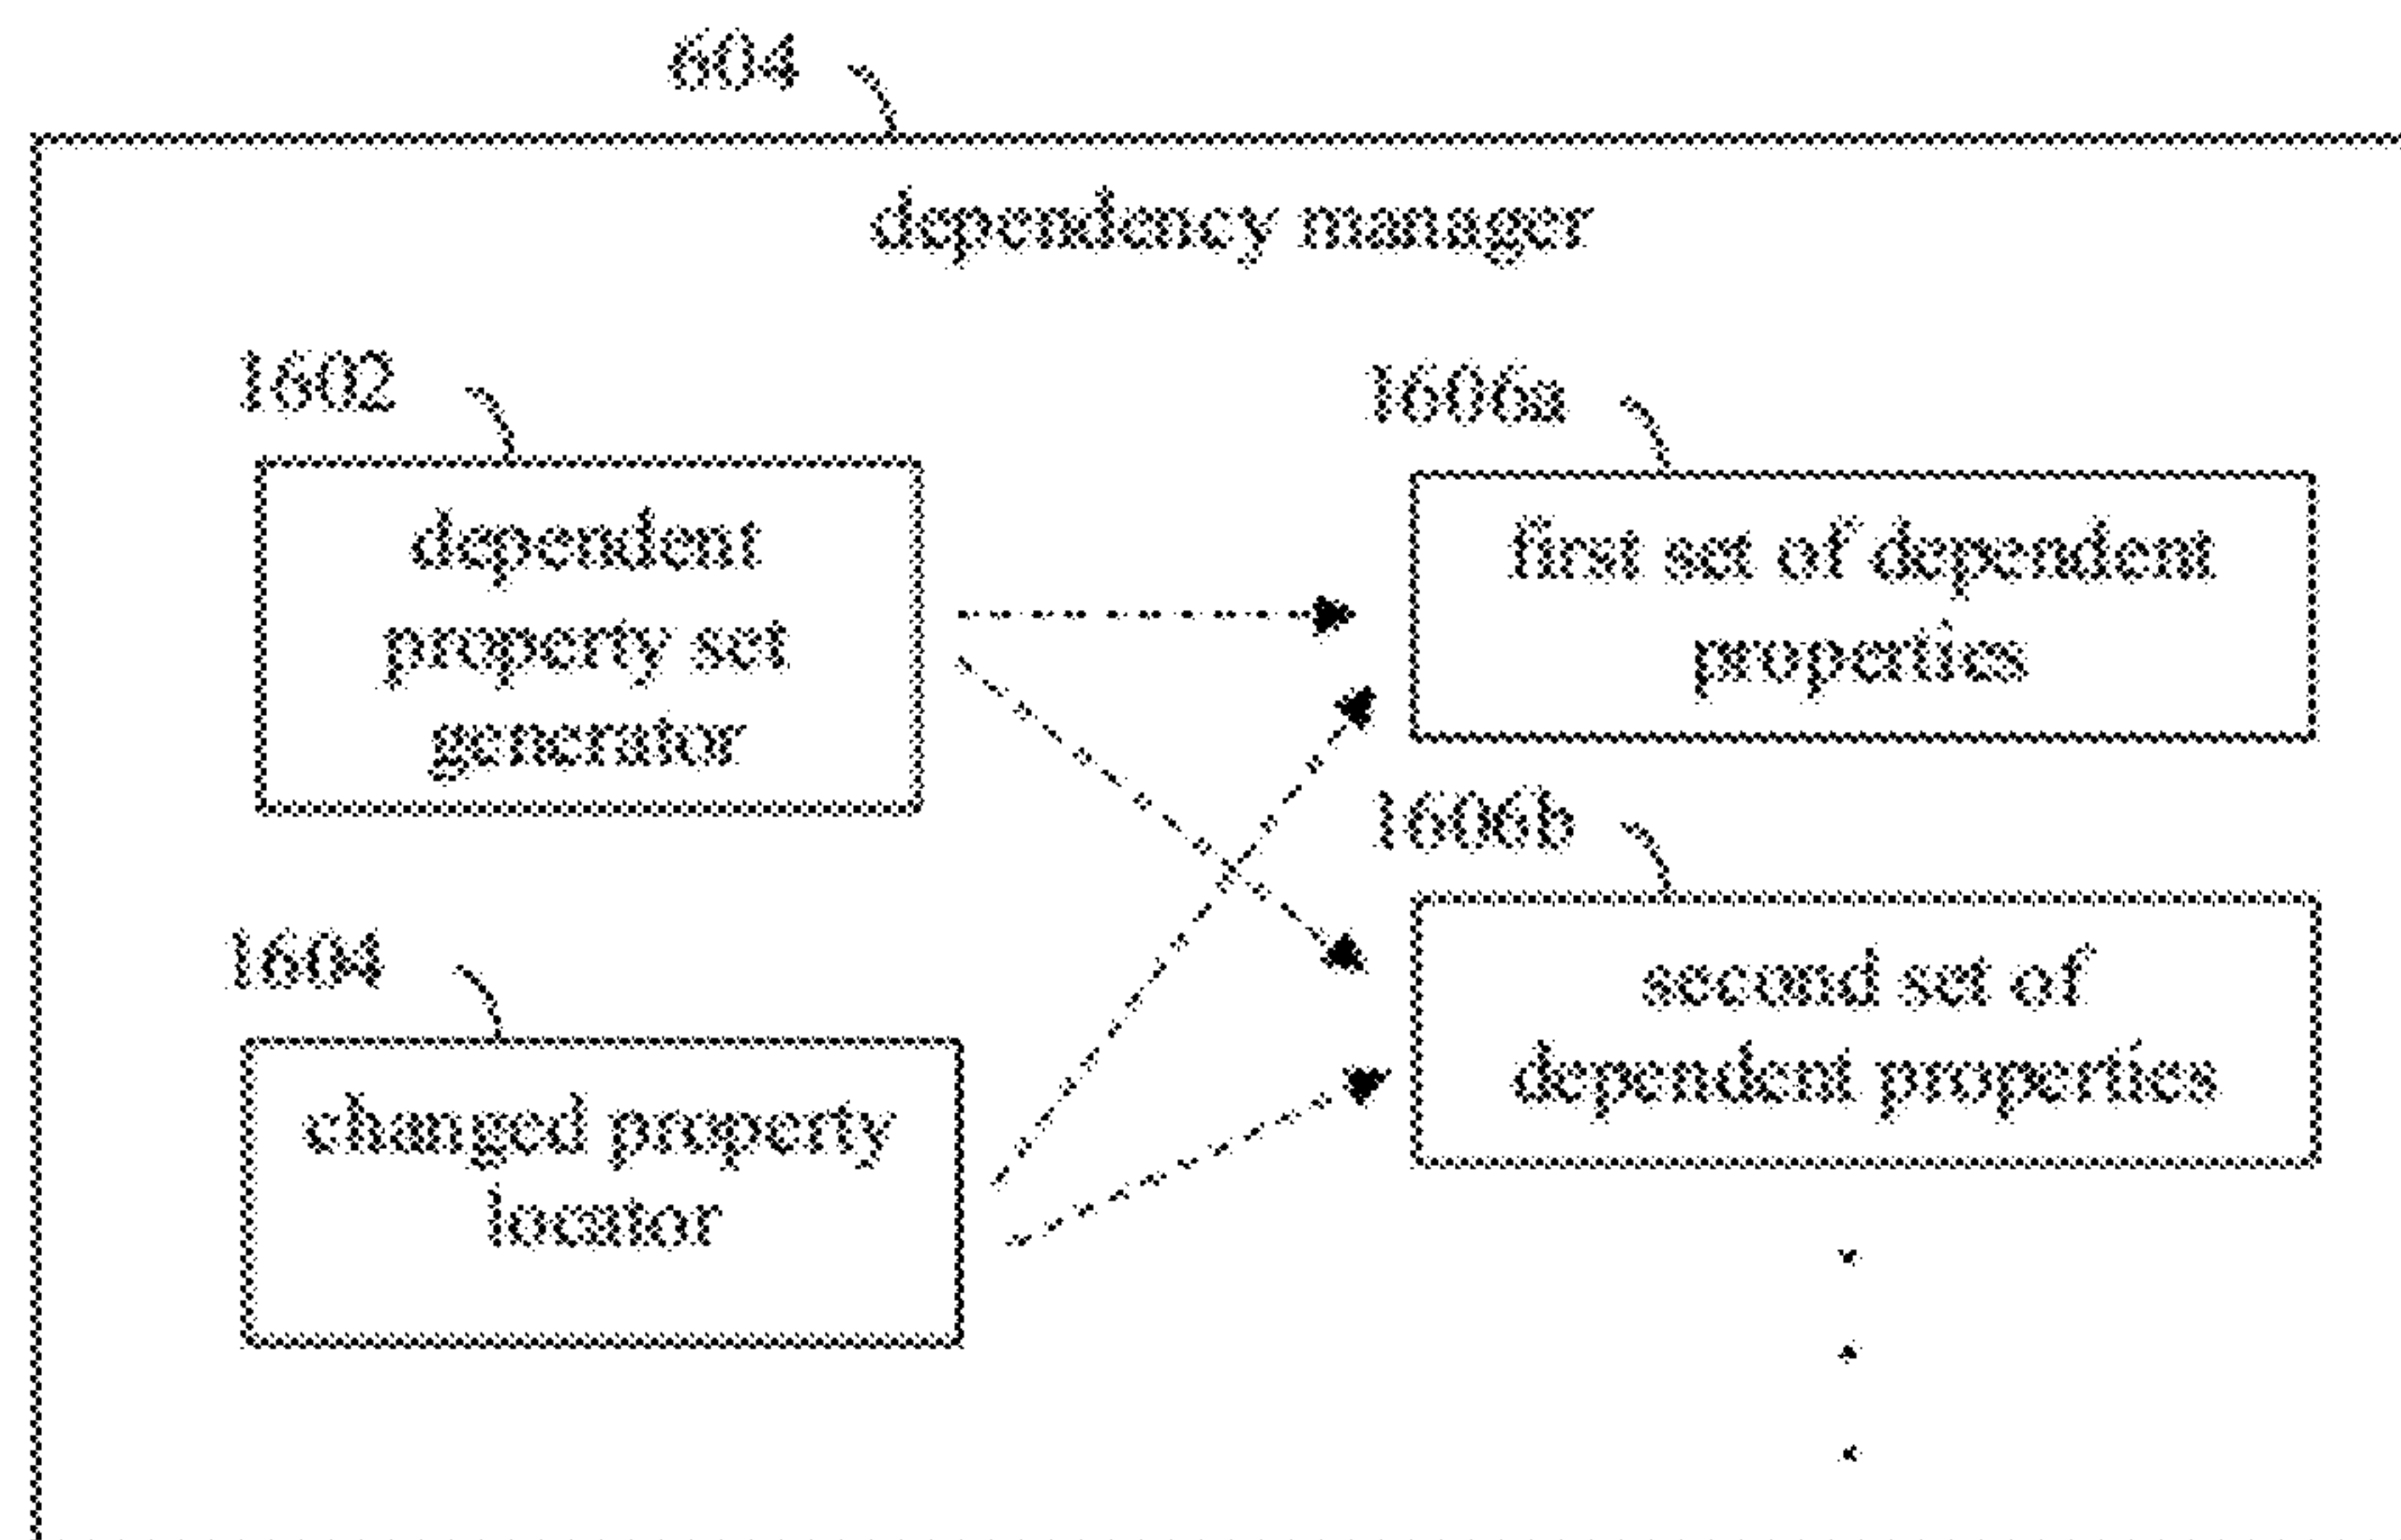 604
dependency manager
1602
dependent
property set
generator
1606a
first set of dependent
properties
1606b
second set of
dependent properties
1604
changed property
locator